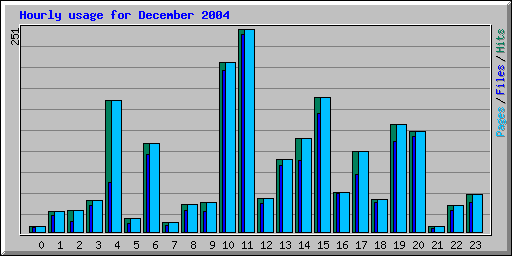 Hourly usage for December 2004
251
Pages / Files / Hits
0 1 2 3 4 5 6 7 8 9 10 11 12 13 14 15 16 17 18 19 20 21 22 23